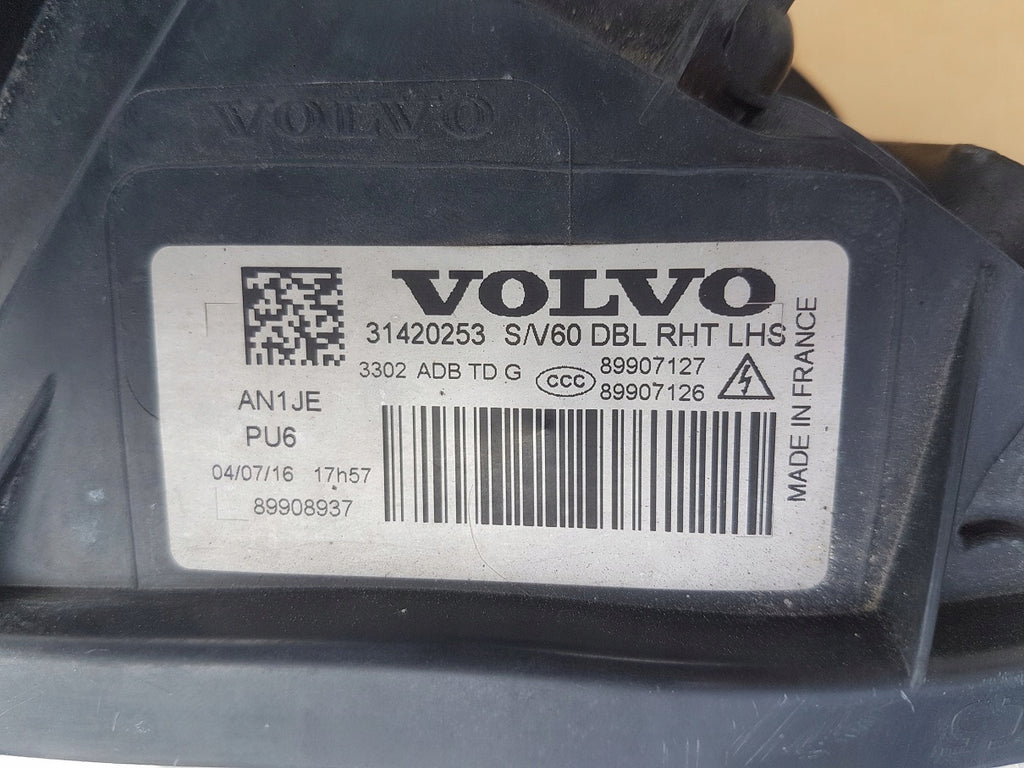 VOLVO
VOLVO
31420253 S/V60 DBL RHT LHS
3302 ADB TD G CCC 89907127
89907126
AN1JE
PU6
04/07/16 17h57
89908937
MADE IN FRANCE